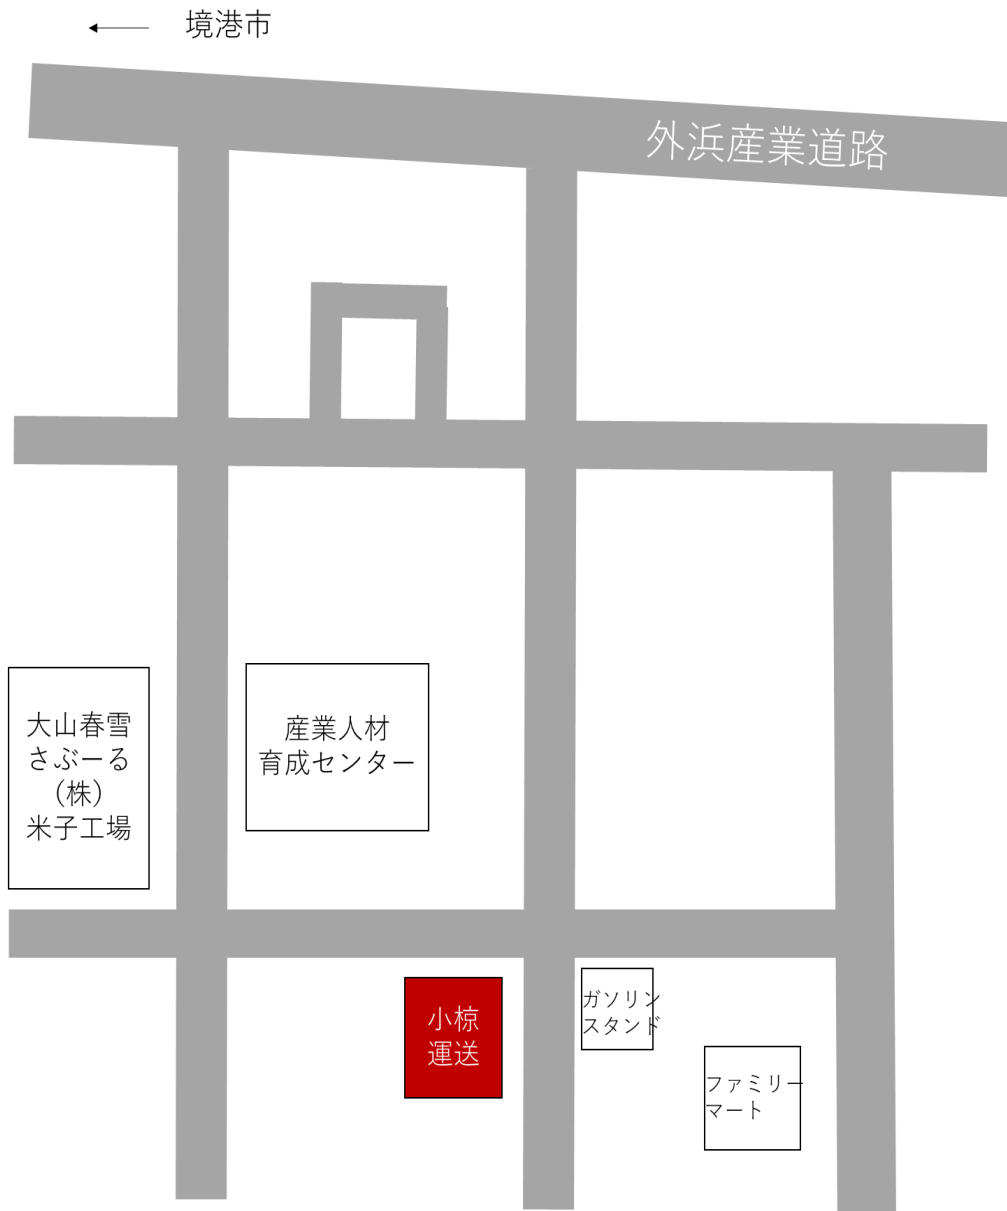 境港市
外浜産業道路
大山春雪
さぶーる
(株)
米子工場
産業人材
育成センター
小椋
運送
ガソリン
スタンド
ファミリー
マート